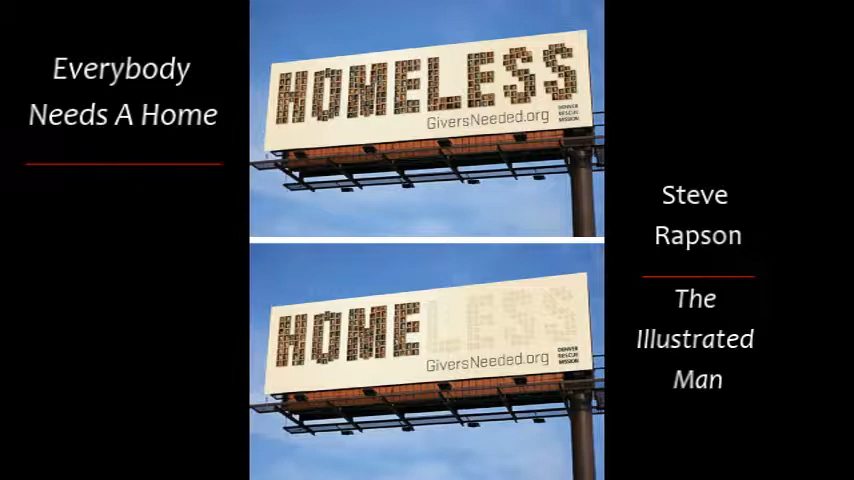 Everybody
Needs A Home
HOMELESS
GiversNeeded.org
DENVER
RESCUE
MISSION
HOMELESS
GiversNeeded.org
DENVER
RESCUE
MISSION
Steve
Rapson
The
Illustrated
Man